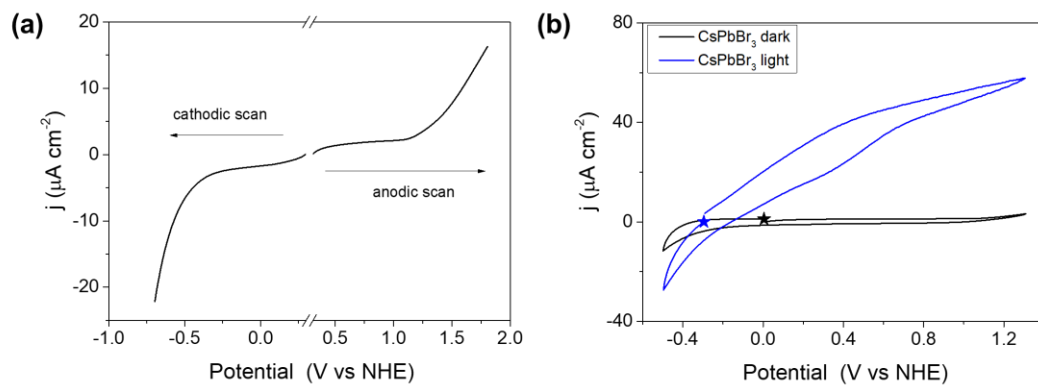 (a)
20
10
0
-10
-20
j (μA cm⁻²)
cathodic scan
anodic scan
-1.0 -0.5 0.0 0.5 1.0 1.5 2.0
Potential (V vs NHE)
(b)
80
40
0
-40
j (μA cm⁻²)
CsPbBr₃ dark
CsPbBr₃ light
-0.4 0.0 0.4 0.8 1.2
Potential (V vs NHE)